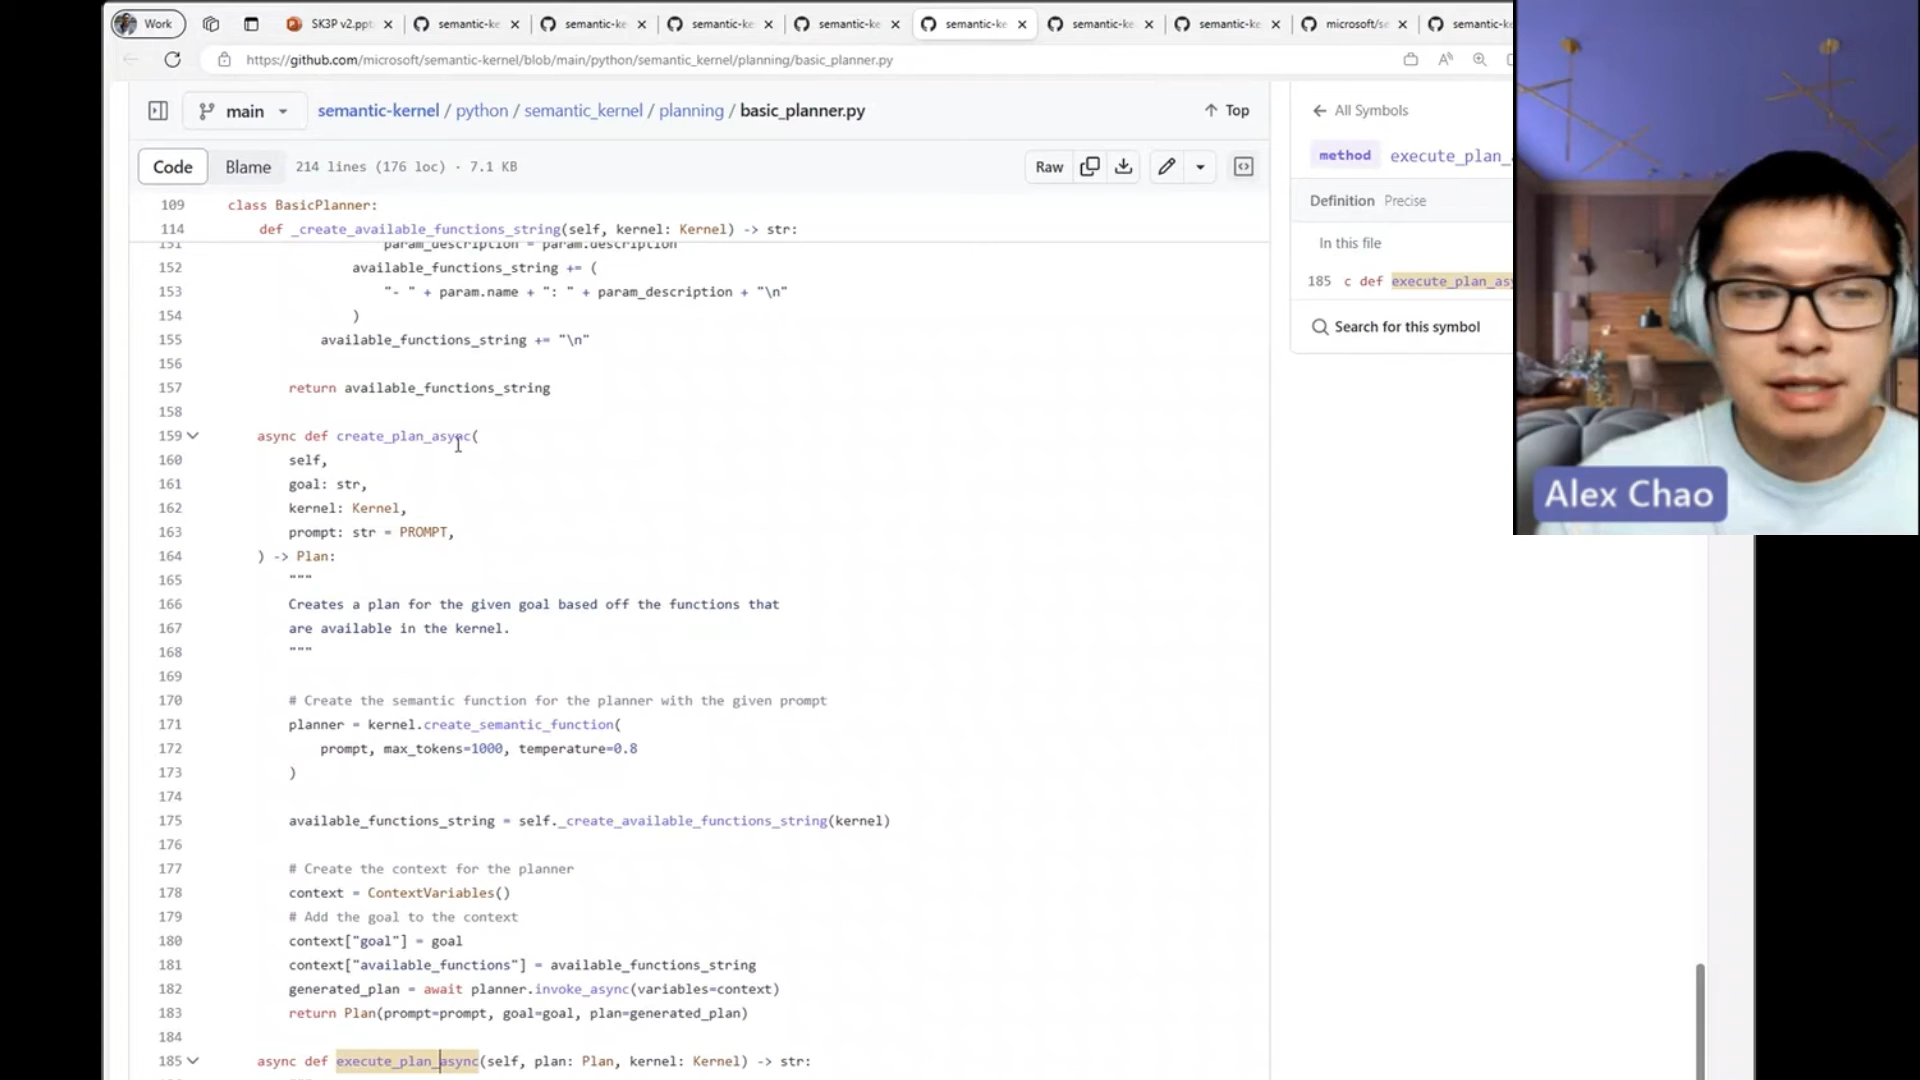 Work
SK3P v2.ppt
semantic-ke
semantic-ke
semantic-ke
semantic-ke
semantic-ke
semantic-ke
semantic-ke
microsoft/se
semantic-ke
https://github.com/microsoft/semantic-kernel/blob/main/python/semantic_kernel/planning/basic_planner.py
main
semantic-kernel / python / semantic_kernel / planning / basic_planner.py
Top
Code
Blame
214 lines (176 loc) · 7.1 KB
Raw
109 class BasicPlanner:
114 def _create_available_functions_string(self, kernel: Kernel) -> str:
151 param_description = param.description
152 available_functions_string += (
153 "- " + param.name + ": " + param_description + "\n"
154 )
155 available_functions_string += "\n"
156
157 return available_functions_string
158
159 async def create_plan_async(
160 self,
161 goal: str,
162 kernel: Kernel,
163 prompt: str = PROMPT,
164 ) -> Plan:
165 """
166 Creates a plan for the given goal based off the functions that
167 are available in the kernel.
168 """
169
170 # Create the semantic function for the planner with the given prompt
171 planner = kernel.create_semantic_function(
172 prompt, max_tokens=1000, temperature=0.8
173 )
174
175 available_functions_string = self._create_available_functions_string(kernel)
176
177 # Create the context for the planner
178 context = ContextVariables()
179 # Add the goal to the context
180 context["goal"] = goal
181 context["available_functions"] = available_functions_string
182 generated_plan = await planner.invoke_async(variables=context)
183 return Plan(prompt=prompt, goal=goal, plan=generated_plan)
184
185 async def execute_plan_async(self, plan: Plan, kernel: Kernel) -> str:
All Symbols
method execute_plan_
Definition Precise
In this file
185 c def execute_plan_asy
Search for this symbol
Alex Chao